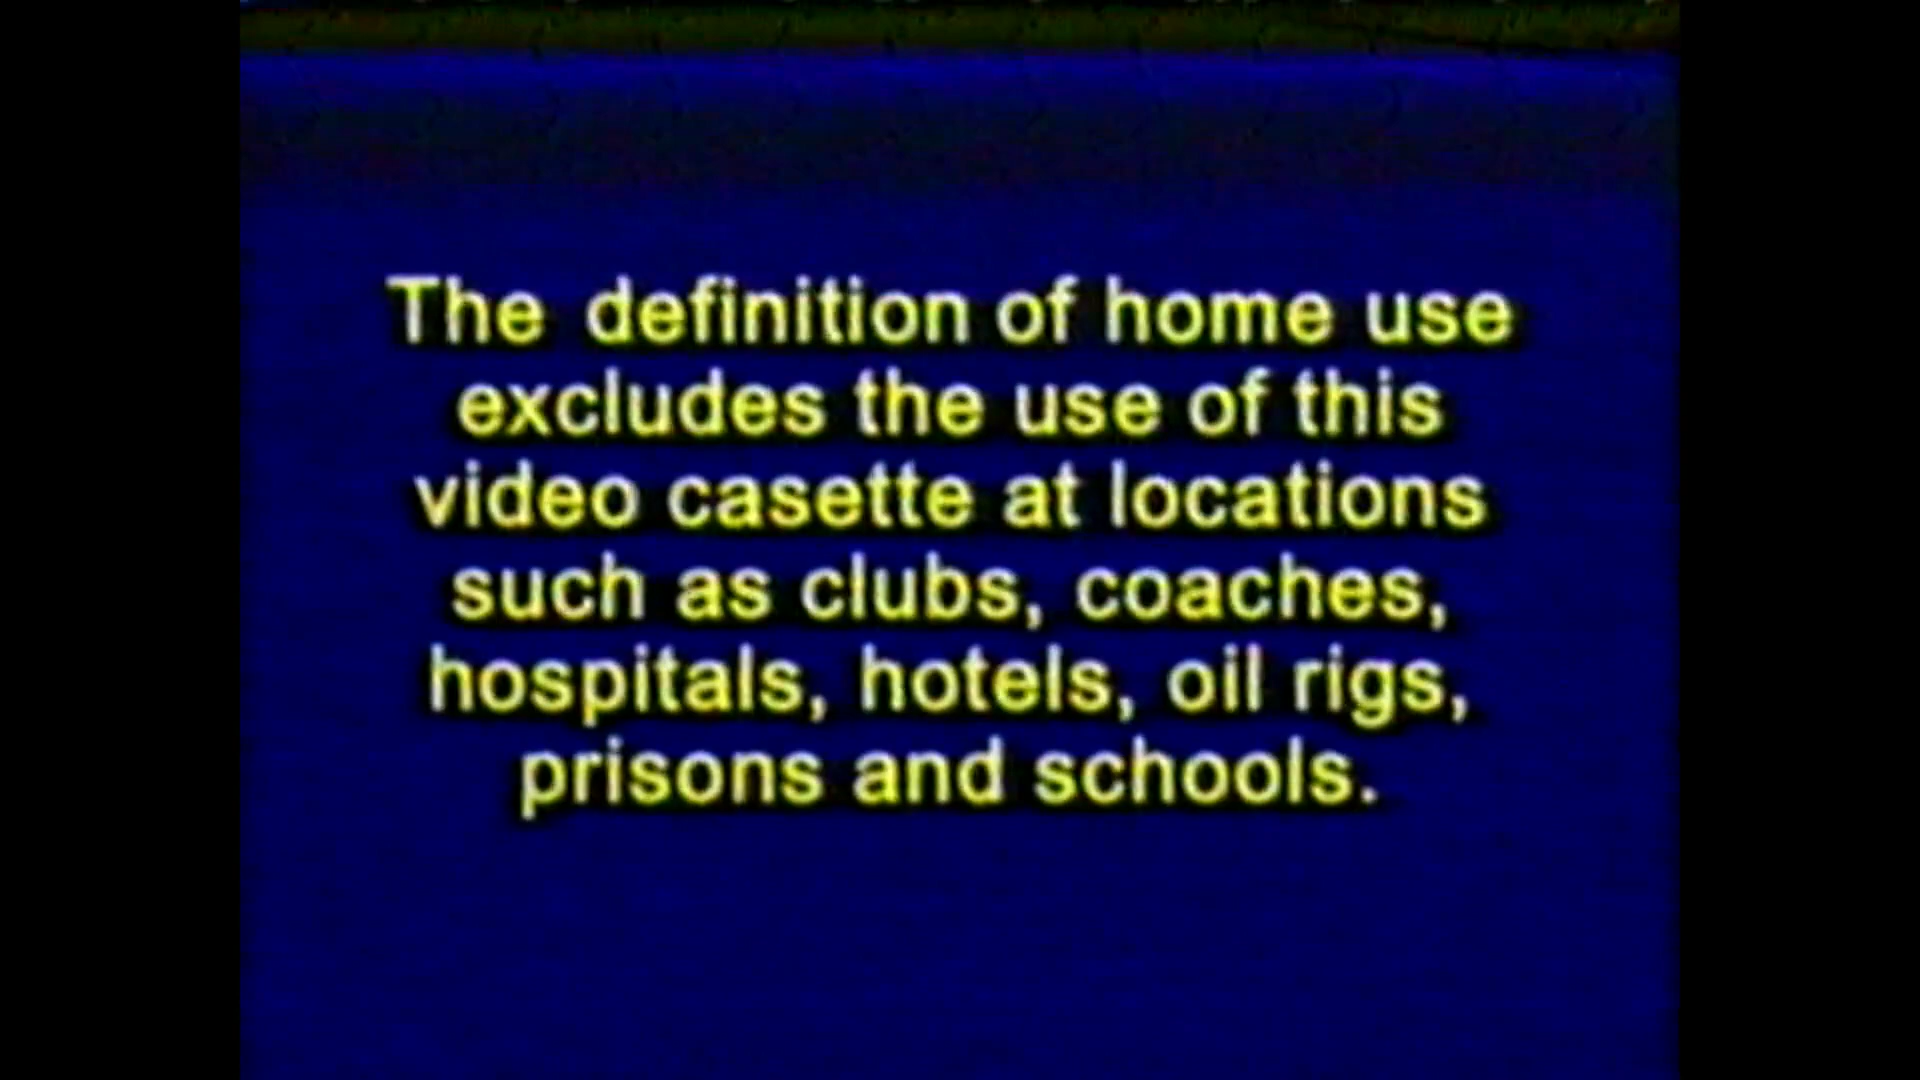 The definition of home use
excludes the use of this
video casette at locations
such as clubs, coaches,
hospitals, hotels, oil rigs,
prisons and schools.